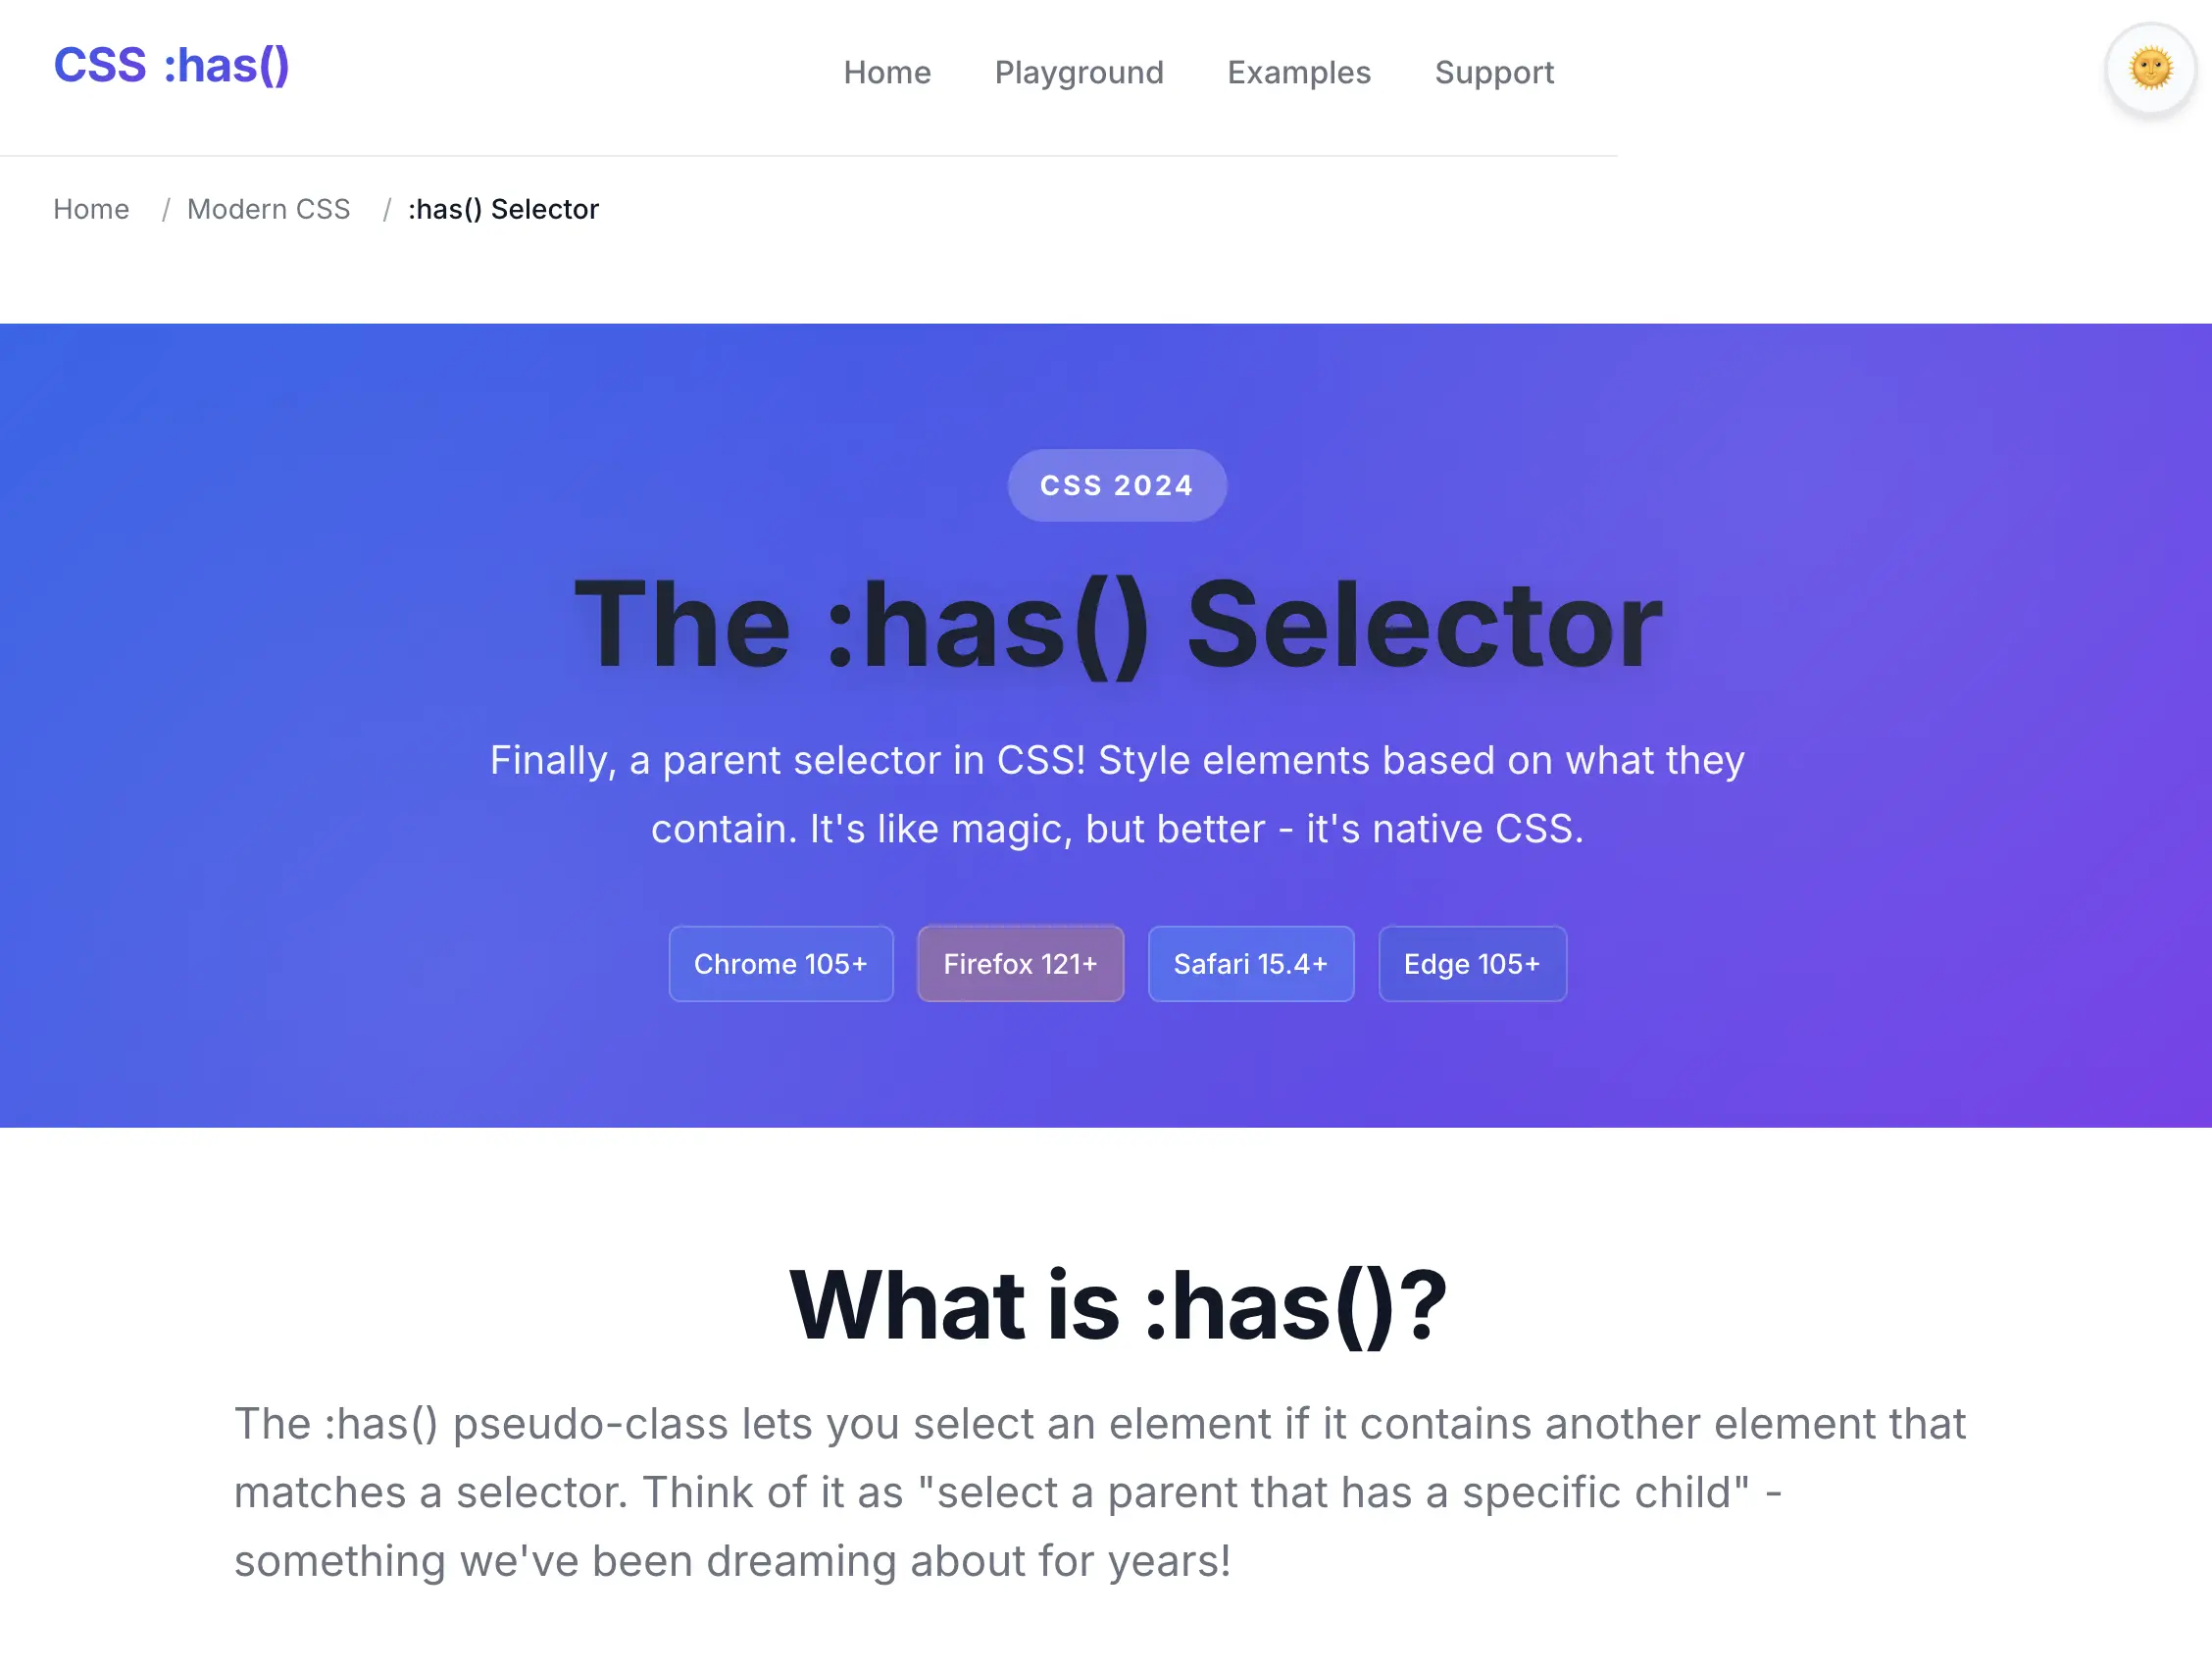 CSS :has()
Home Playground Examples Support
Home / Modern CSS / :has() Selector
CSS 2024
The :has() Selector
Finally, a parent selector in CSS! Style elements based on what they
contain. It's like magic, but better - it's native CSS.
Chrome 105+ Firefox 121+ Safari 15.4+ Edge 105+
What is :has()?
The :has() pseudo-class lets you select an element if it contains another element that
matches a selector. Think of it as "select a parent that has a specific child" -
something we've been dreaming about for years!